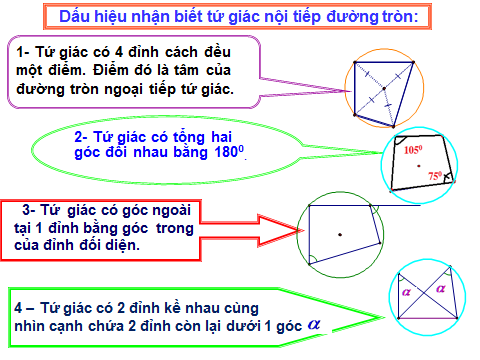 Dấu hiệu nhận biết tứ giác nội tiếp đường tròn:
1- Tứ giác có 4 đỉnh cách đều
một điểm. Điểm đó là tâm của
đường tròn ngoại tiếp tứ giác.
2- Tứ giác có tổng hai
góc đối nhau bằng 180⁰.
105⁰
75⁰
3- Tứ giác có góc ngoài
tại 1 đỉnh bằng góc trong
của đỉnh đối diện.
4 – Tứ giác có 2 đỉnh kề nhau cùng
nhìn cạnh chứa 2 đỉnh còn lại dưới 1 góc α
α α